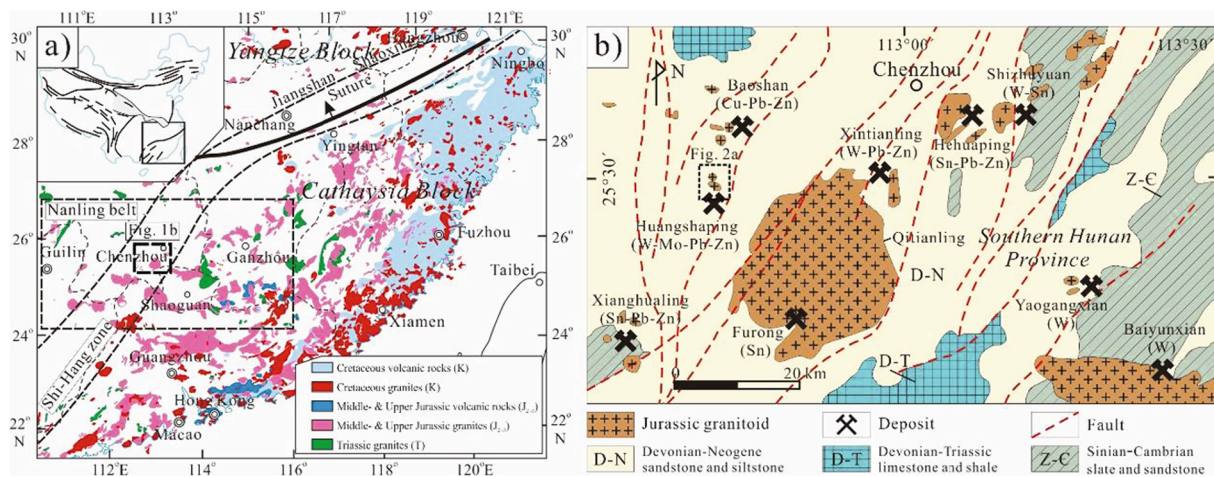 111°E
113°
115°
117°
119°
121°E
a)
30°
N
28°
26°
24°
22°
N
Yangtze Block
Hangzhou
Ningbo
Jiangshan Shaoxing
Suture
Nanchang
Yingtan
Cathaysia Block
Nanling belt
Fig. 1b
Guilin
Chenzhou
Ganzhou
Fuzhou
Taibei
Shaoguan
Xiamen
Shi-Hang zone
Guangzhou
Hong Kong
Macao
30°
N
28°
26°
24°
22°
N
Cretaceous volcanic rocks (K)
Cretaceous granites (K)
Middle- & Upper Jurassic volcanic rocks (J₂₋₃)
Middle- & Upper Jurassic granites (J₂₋₃)
Triassic granites (T)
112°E
114°
116°
118°
120°E
b)
N
113°00
113°30
25°30
Chenzhou
Baoshan
(Cu-Pb-Zn)
Shizhuyuan
(W-Sn)
Xintianling
(W-Pb-Zn)
Hehuaping
(Sn-Pb-Zn)
Fig. 2a
Z-Є
Huangshaping
(W-Mo-Pb-Zn)
Qitianling
Southern Hunan
Province
D-N
Xianghualing
(Sn-Pb-Zn)
Furong
(Sn)
Yaogangxian
(W)
Baiyunxian
(W)
D-T
0
20 km
Jurassic granitoid
Deposit
Fault
D-N
Devonian-Neogene
sandstone and siltstone
D-T
Devonian-Triassic
limestone and shale
Z-Є
Sinian-Cambrian
slate and sandstone